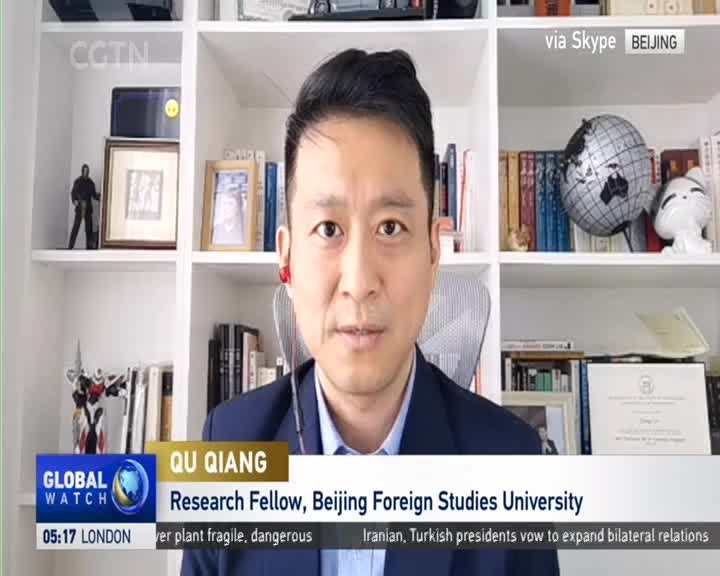 CGTN
via Skype BEIJING
QU QIANG
GLOBAL
WATCH
Research Fellow, Beijing Foreign Studies University
05:17 LONDON
ver plant fragile, dangerous Iranian, Turkish presidents vow to expand bilateral relations